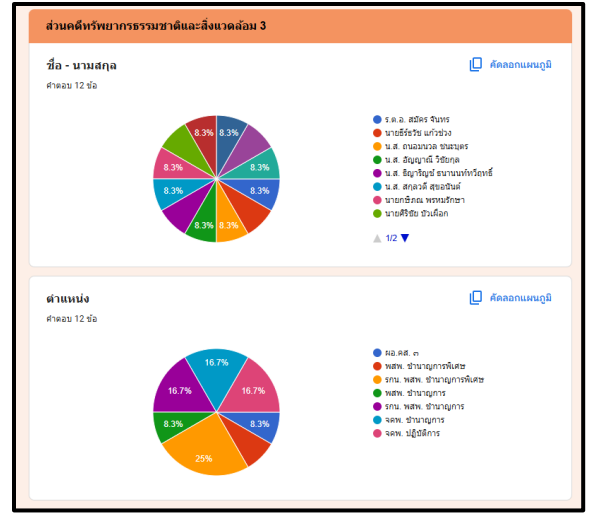 ส่วนคดีทรัพยากรธรรมชาติและสิ่งแวดล้อม 3
ชื่อ - นามสกุล
คัดลอกแผนภูมิ
คำตอบ 12 ข้อ
8.3%
8.3%
8.3%
8.3%
8.3%
8.3%
8.3%
8.3%
ร.ต.อ. สมัคร จันทร
นายธีร์ธวัช แก้วช่วง
น.ส. ถนอมนวล ชนะบุตร
น.ส. อัญญาณี วิชัยกุล
น.ส. ธิญารัญช์ ธนานนท์ทวีฤทธิ์
น.ส. สกุลวดี สุขอนันต์
นายกษิภณ พรหมรักษา
นายศิริชัย บัวเผือก
1/2
ตำแหน่ง
คัดลอกแผนภูมิ
คำตอบ 12 ข้อ
16.7%
16.7%
16.7%
8.3%
8.3%
25%
ผอ.คส. ๓
พสพ. ชำนาญการพิเศษ
รกน. พสพ. ชำนาญการพิเศษ
พสพ. ชำนาญการ
รกน. พสพ. ชำนาญการ
จคพ. ชำนาญการ
จคพ. ปฏิบัติการ